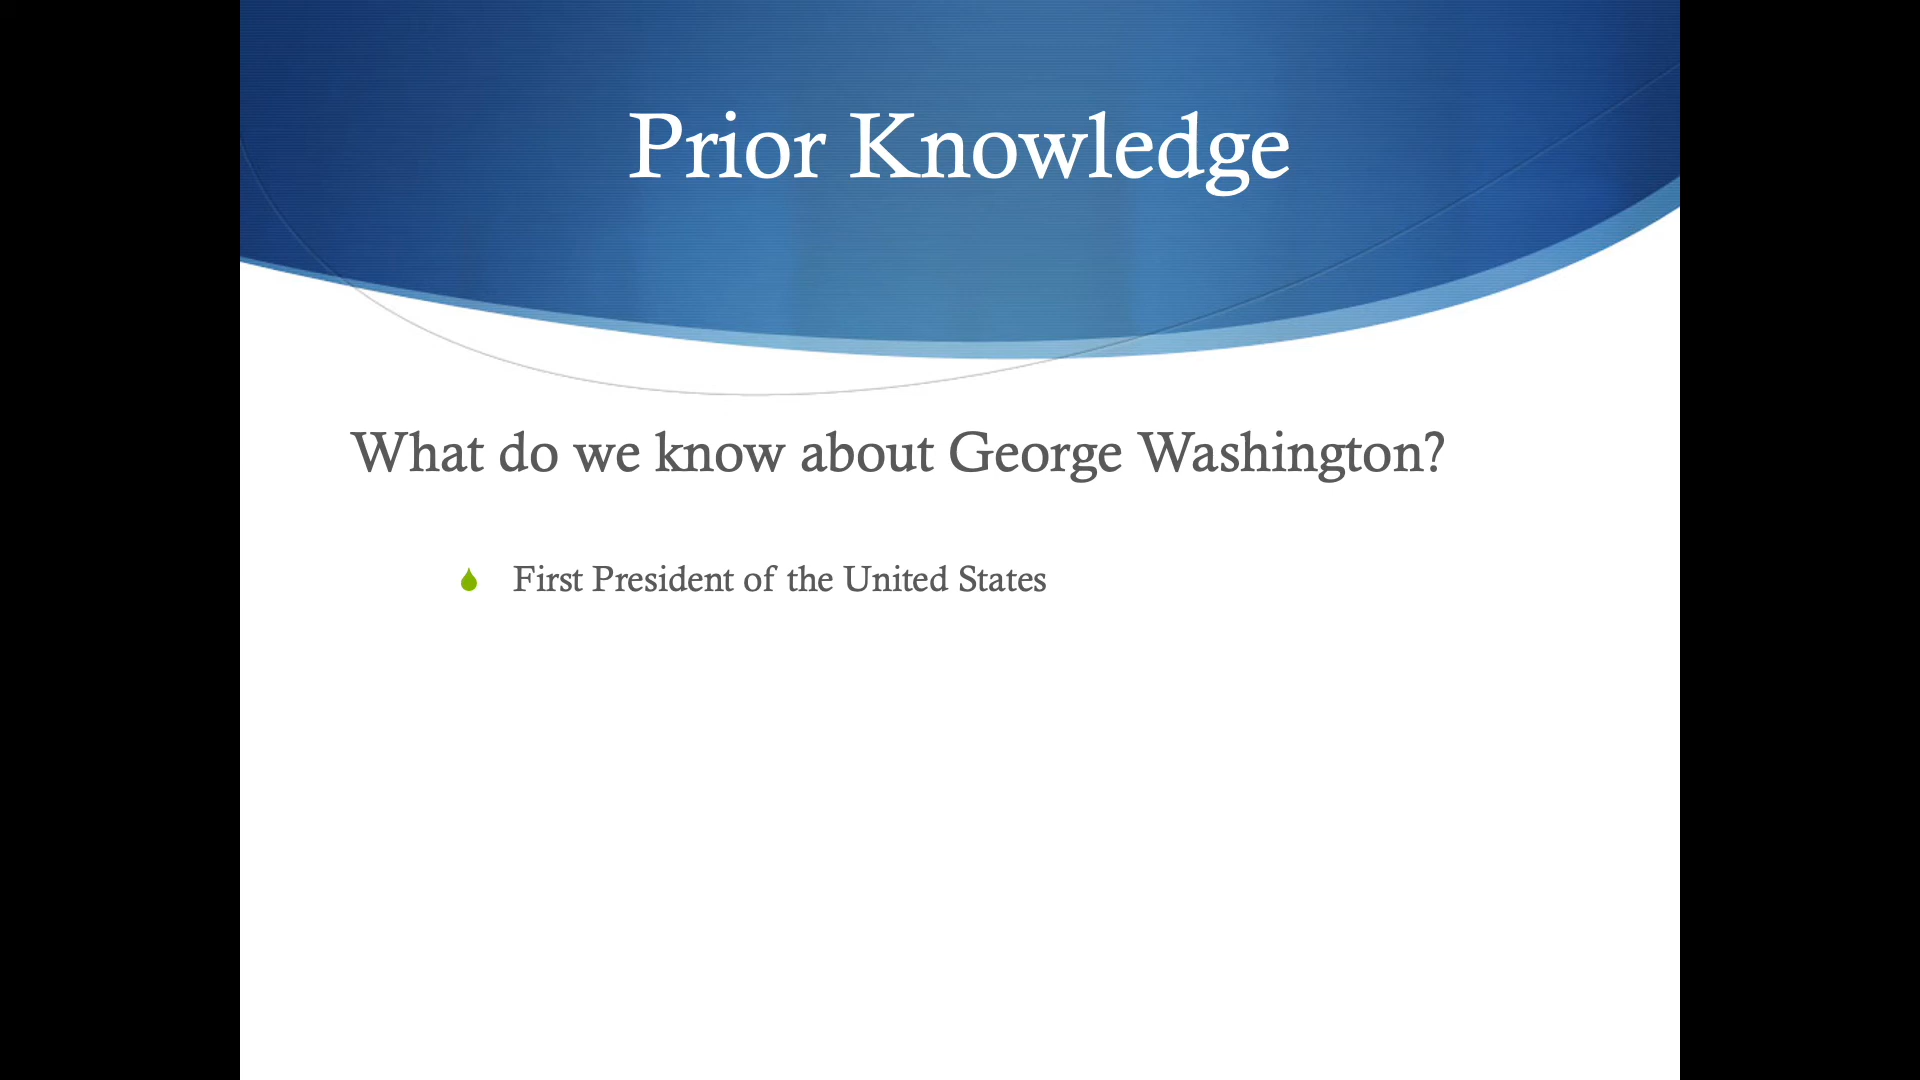 Prior Knowledge
What do we know about George Washington?
First President of the United States